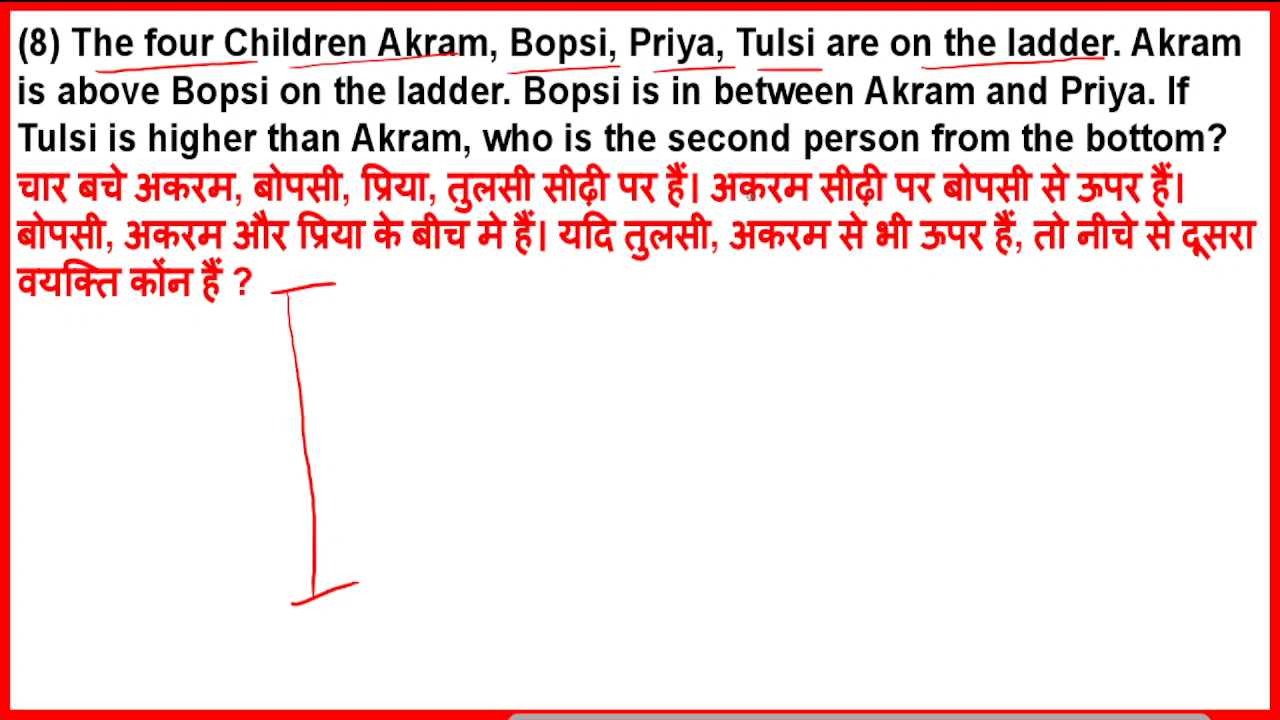 (8) The four Children Akram, Bopsi, Priya, Tulsi are on the ladder. Akram
is above Bopsi on the ladder. Bopsi is in between Akram and Priya. If
Tulsi is higher than Akram, who is the second person from the bottom?
चार बचे अकरम, बोपसी, प्रिया, तुलसी सीढ़ी पर हैं। अकरम सीढ़ी पर बोपसी से ऊपर हैं।
बोपसी, अकरम और प्रिया के बीच मे हैं। यदि तुलसी, अकरम से भी ऊपर हैं, तो नीचे से दूसरा
वयक्ति कोंन हैं ?